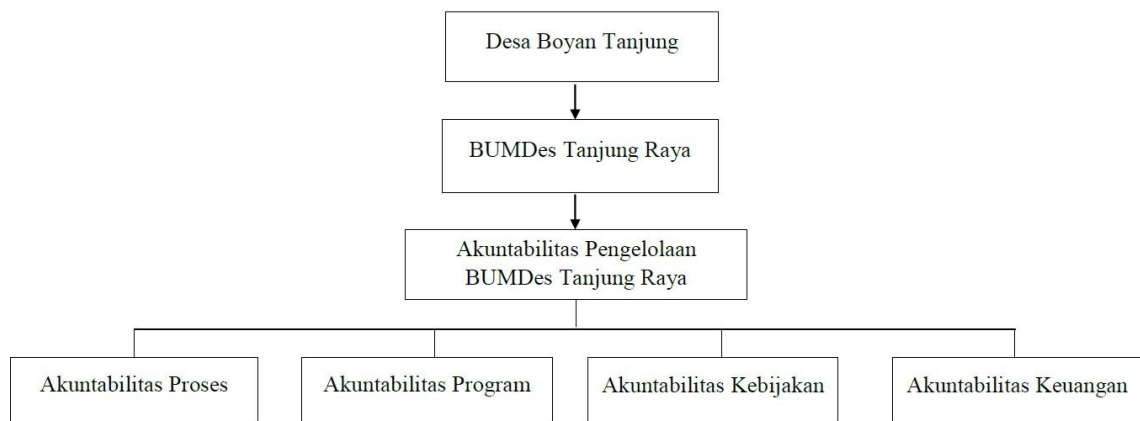 Desa Boyan Tanjung
BUMDes Tanjung Raya
Akuntabilitas Pengelolaan
BUMDes Tanjung Raya
Akuntabilitas Proses
Akuntabilitas Program
Akuntabilitas Kebijakan
Akuntabilitas Keuangan